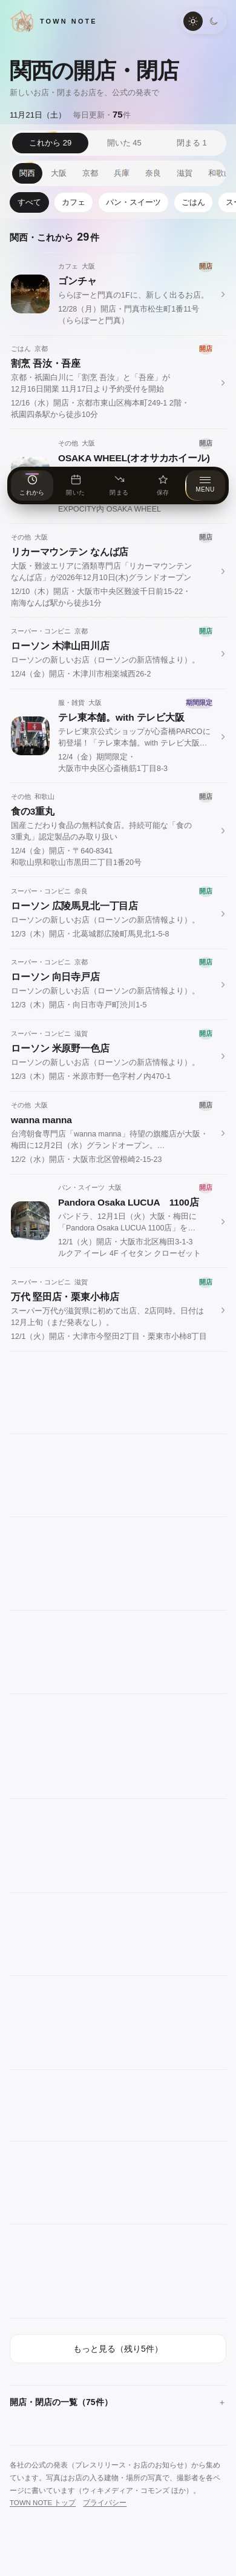 TOWN NOTE
関西の開店・閉店
新しいお店・閉まるお店を、公式の発表で
11月21日（土） 毎日更新・75件
これから 29 開いた 45 閉まる 1
関西 大阪 京都 兵庫 奈良 滋賀 和歌山
すべて カフェ パン・スイーツ ごはん スー
関西・これから 29件
カフェ 大阪 開店
ゴンチャ
ららぽーと門真の1Fに、新しく出るお店。
12/28（月）開店・門真市松生町1番11号
（ららぽーと門真）
ごはん 京都 開店
割烹 吾汝・吾座
京都・祇園白川に「割烹 吾汝」と「吾座」が
12月16日開業 11月17日より予約受付を開始
12/16（水）開店・京都市東山区梅本町249-1 2階・
祇園四条駅から徒歩10分
その他 大阪 開店
OSAKA WHEEL(オオサカホイール)
これから 開いた 閉まる 保存 MENU
EXPOCITY内 OSAKA WHEEL
その他 大阪 開店
リカーマウンテン なんば店
大阪・難波エリアに酒類専門店「リカーマウンテン
なんば店」が2026年12月10日(木)グランドオープン
12/10（木）開店・大阪市中央区難波千日前15-22・
南海なんば駅から徒歩1分
スーパー・コンビニ 京都 開店
ローソン 木津山田川店
ローソンの新しいお店（ローソンの新店情報より）。
12/4（金）開店・木津川市相楽城西26-2
服・雑貨 大阪 期間限定
テレ東本舗。with テレビ大阪
テレビ東京公式ショップが心斎橋PARCOに
初登場！「テレ東本舗。with テレビ大阪…
12/4（金）期間限定・
大阪市中央区心斎橋筋1丁目8-3
その他 和歌山 開店
食の3重丸
国産こだわり食品の無料試食店。持続可能な「食の
3重丸」認定製品のみ取り扱い
12/4（金）開店・〒640-8341
和歌山県和歌山市黒田二丁目1番20号
スーパー・コンビニ 奈良 開店
ローソン 広陵馬見北一丁目店
ローソンの新しいお店（ローソンの新店情報より）。
12/3（木）開店・北葛城郡広陵町馬見北1-5-8
スーパー・コンビニ 京都 開店
ローソン 向日寺戸店
ローソンの新しいお店（ローソンの新店情報より）。
12/3（木）開店・向日市寺戸町渋川1-5
スーパー・コンビニ 滋賀 開店
ローソン 米原野一色店
ローソンの新しいお店（ローソンの新店情報より）。
12/3（木）開店・米原市野一色字村ノ内470-1
その他 大阪 開店
wanna manna
台湾朝食専門店「wanna manna」待望の旗艦店が大阪・
梅田に12月2日（水）グランドオープン。…
12/2（水）開店・大阪市北区曽根崎2-15-23
パン・スイーツ 大阪 開店
Pandora Osaka LUCUA 1100店
パンドラ、12月1日（火）大阪・梅田に
「Pandora Osaka LUCUA 1100店」を…
12/1（火）開店・大阪市北区梅田3-1-3
ルクア イーレ 4F イセタン クローゼット
スーパー・コンビニ 滋賀 開店
万代 堅田店・栗東小柿店
スーパー万代が滋賀県に初めて出店、2店同時。日付は
12月上旬（まだ発表なし）。
12/1（火）開店・大津市今堅田2丁目・栗東市小柿8丁目
もっと見る（残り5件）
開店・閉店の一覧（75件） +
各社の公式の発表（プレスリリース・お店のお知らせ）から集め
ています。写真はお店の入る建物・場所の写真で、撮影者を各ペ
ージに書いています（ウィキメディア・コモンズ ほか）。
TOWN NOTE トップ プライバシー